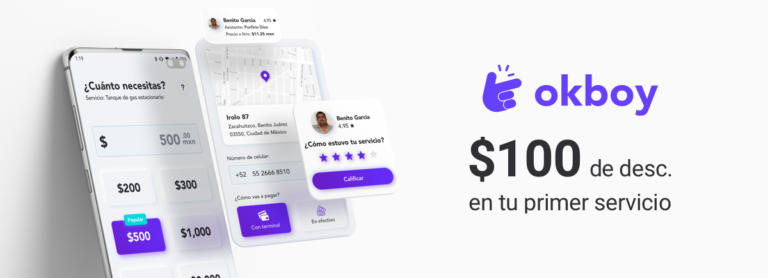 1:19
¿Cuánto necesitas?
Servicio: Tanque de gas estacionario
?
$ 500 .00
mxn
$200
$300
Popular
$500
$1,000
Benito García
4.95
Asistente: Porfirio Díaz
Precio x litro: $11.25 mxn
Irolo 87
Zarahuitzco, Benito Juárez
03550, Ciudad de México
Número de celular:
+52 55 2666 8510
¿Cómo vas a pagar?
Con terminal
En efectivo
Benito García
4.95
¿Cómo estuvo tu servicio?
Calificar
okboy
$100 de desc.
en tu primer servicio